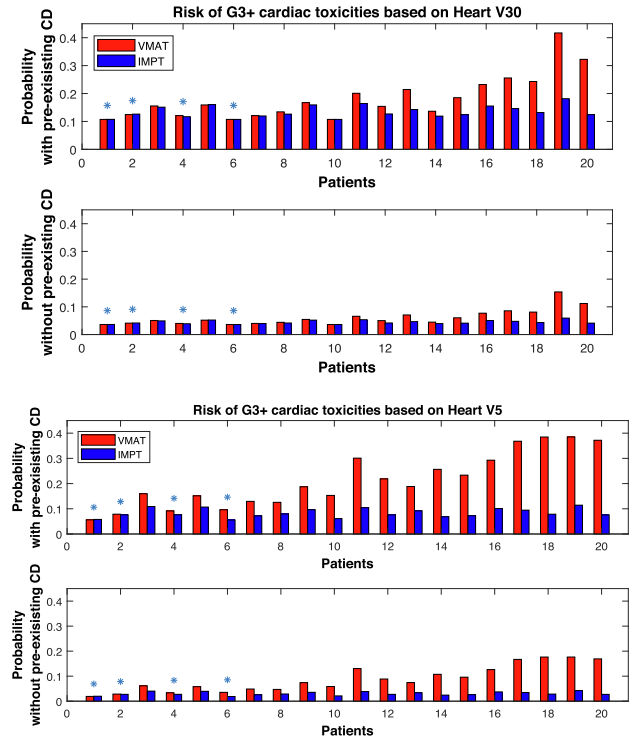 Risk of G3+ cardiac toxicities based on Heart V30
Probability
with pre-exisisting CD
0.4
0.3
0.2
0.1
0
VMAT
IMPT
* * * *
0 2 4 6 8 10 12 14 16 18 20
Patients
Probability
without pre-existing CD
0.4
0.3
0.2
0.1
0
* * * *
0 2 4 6 8 10 12 14 16 18 20
Patients
Risk of G3+ cardiac toxicities based on Heart V5
Probability
with pre-exisisting CD
0.4
0.3
0.2
0.1
0
VMAT
IMPT
* * * *
0 2 4 6 8 10 12 14 16 18 20
Patients
Probability
without pre-exisisting CD
0.4
0.3
0.2
0.1
0
* * * *
0 2 4 6 8 10 12 14 16 18 20
Patients